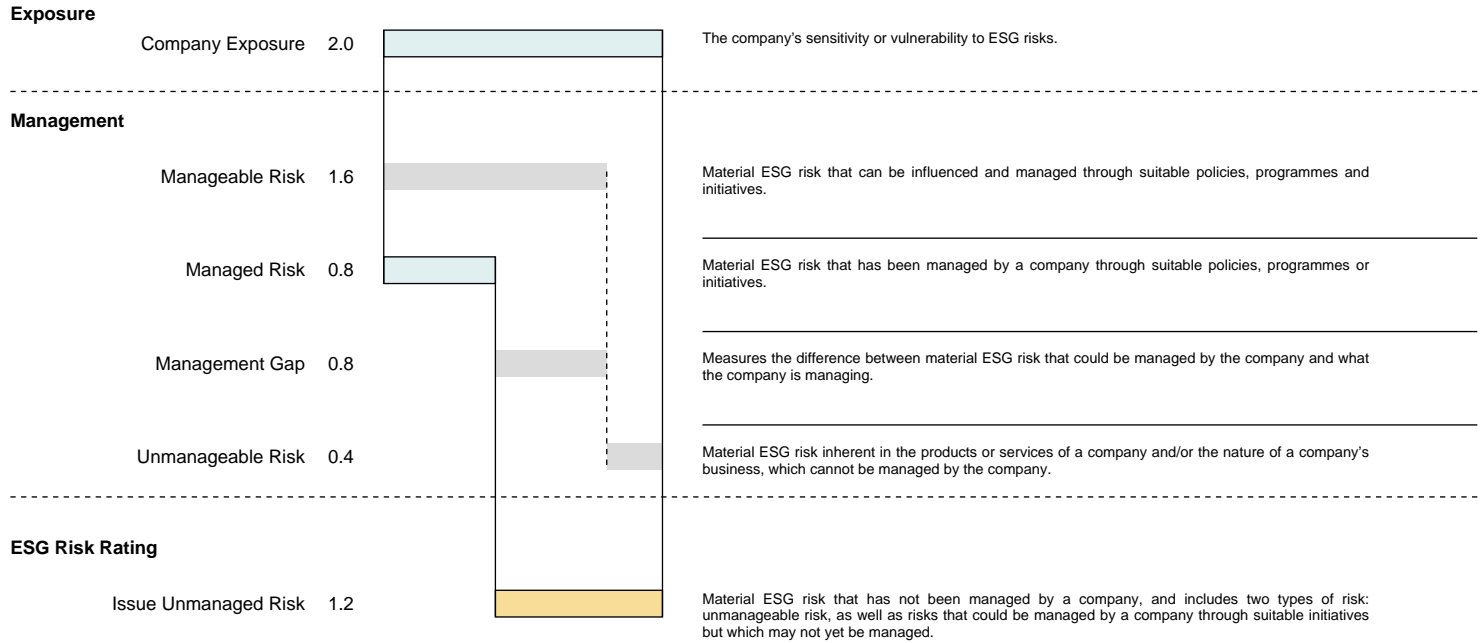 Exposure
Company Exposure 2.0
The company’s sensitivity or vulnerability to ESG risks.
Management
Manageable Risk 1.6
Material ESG risk that can be influenced and managed through suitable policies, programmes and
initiatives.
Managed Risk 0.8
Material ESG risk that has been managed by a company through suitable policies, programmes or
initiatives.
Management Gap 0.8
Measures the difference between material ESG risk that could be managed by the company and what
the company is managing.
Unmanageable Risk 0.4
Material ESG risk inherent in the products or services of a company and/or the nature of a company’s
business, which cannot be managed by the company.
ESG Risk Rating
Issue Unmanaged Risk 1.2
Material ESG risk that has not been managed by a company, and includes two types of risk:
unmanageable risk, as well as risks that could be managed by a company through suitable initiatives
but which may not yet be managed.